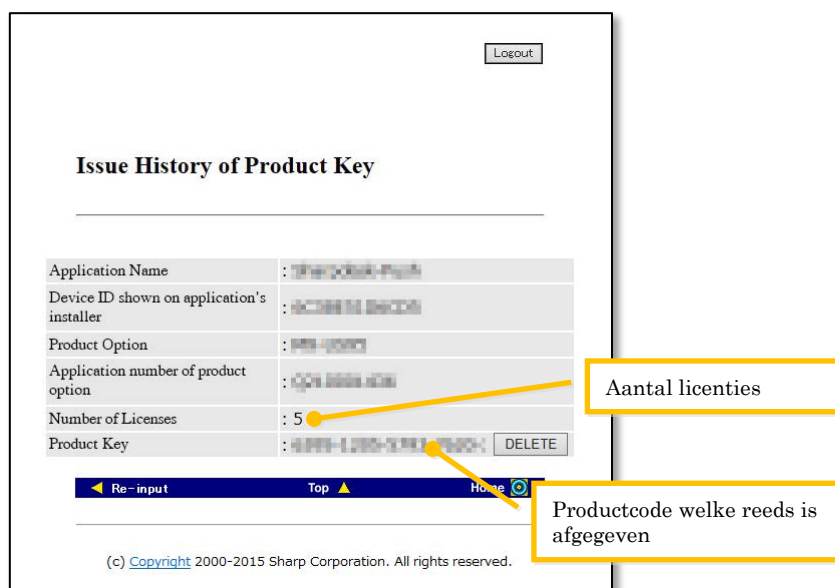 Logout
Issue History of Product Key
Application Name :
Device ID shown on application's
installer :
Product Option :
Application number of product
option :
Number of Licenses : 5
Product Key : DELETE
Aantal licenties
Re-input Top Home
Productcode welke reeds is
afgegeven
(c) Copyright 2000-2015 Sharp Corporation. All rights reserved.